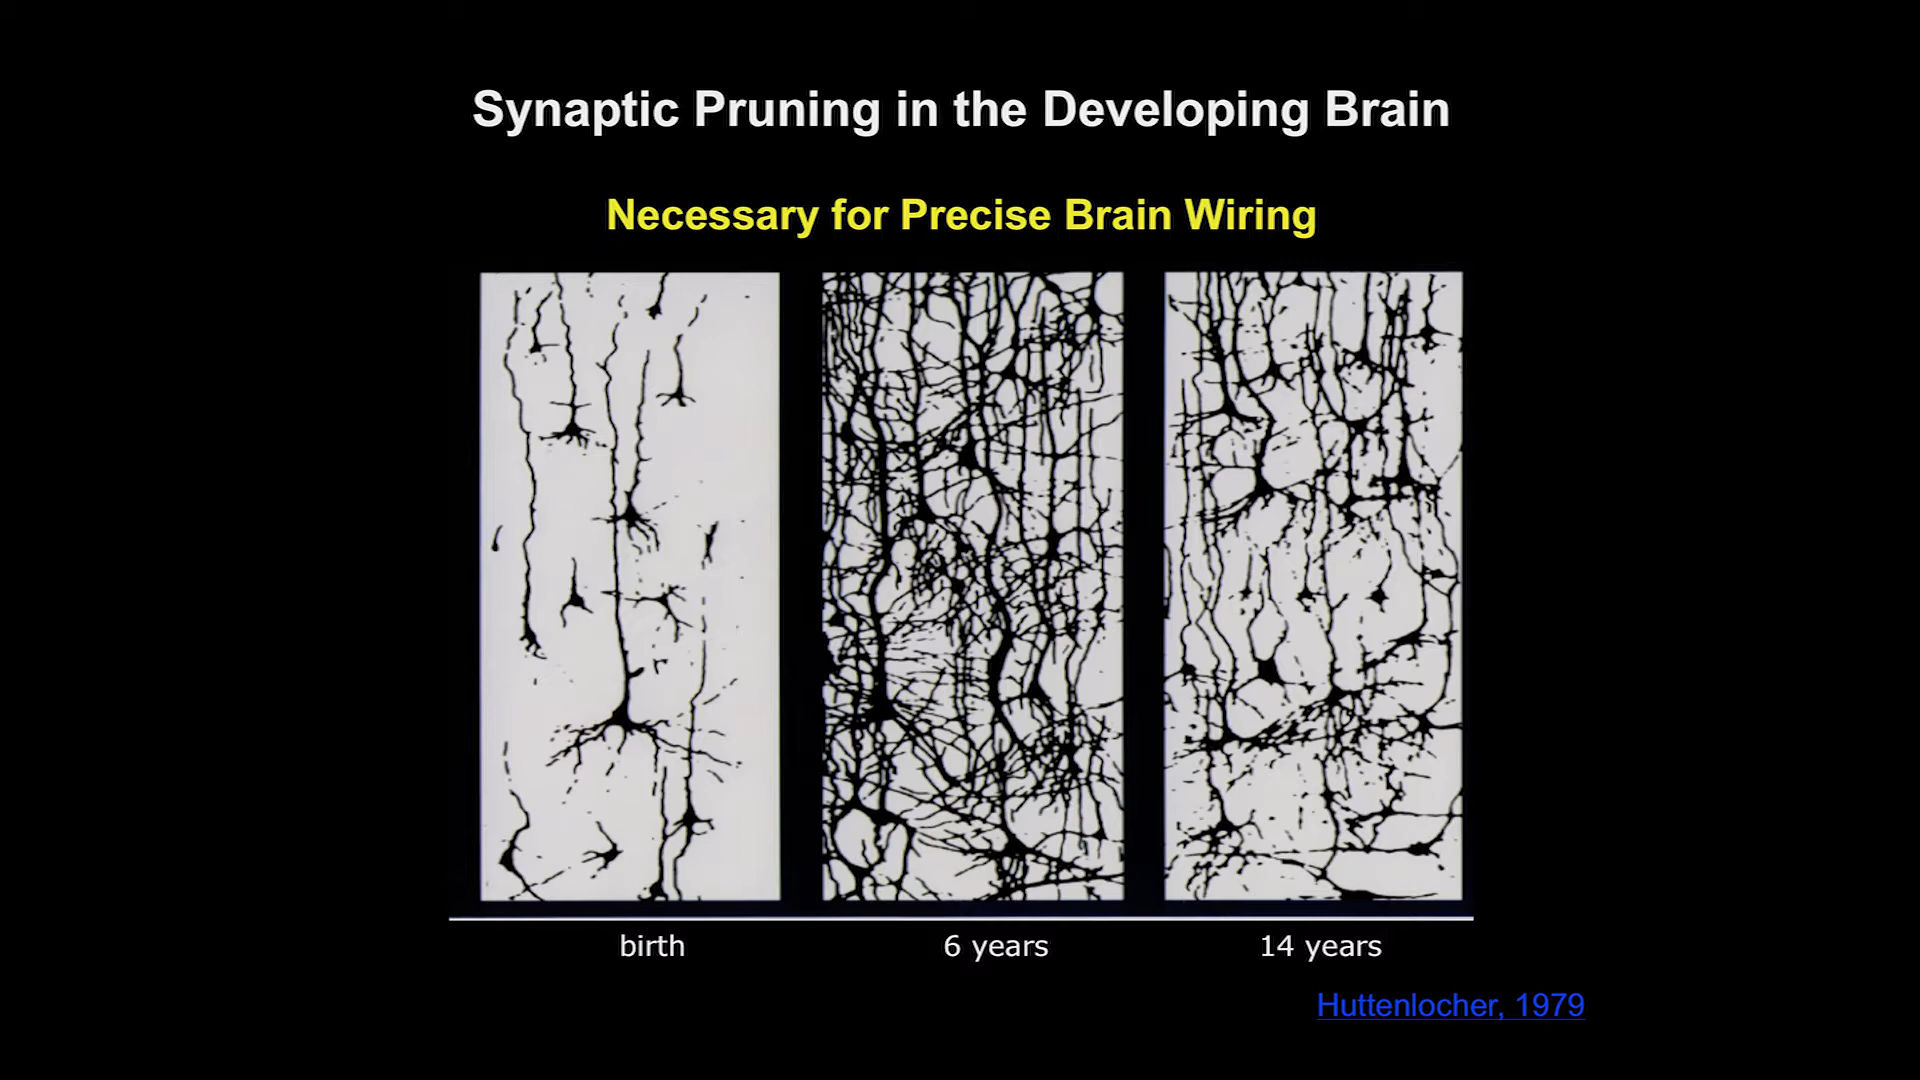 Synaptic Pruning in the Developing Brain
Necessary for Precise Brain Wiring
birth
6 years
14 years
Huttenlocher, 1979